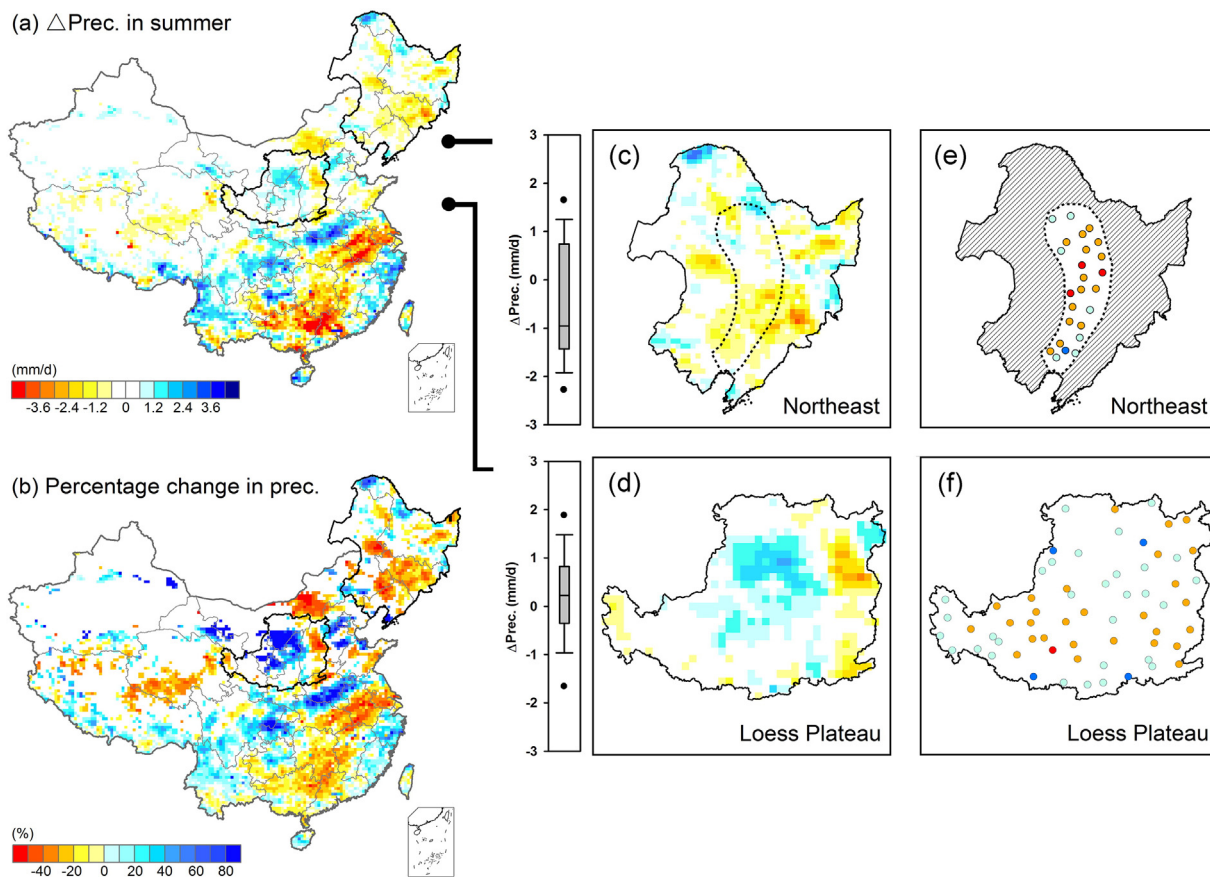 (a) △Prec. in summer
(mm/d)
-3.6 -2.4 -1.2 0 1.2 2.4 3.6
(b) Percentage change in prec.
(%)
-40 -20 0 20 40 60 80
3
2
1
0
-1
-2
-3
ΔPrec. (mm/d)
(c)
Northeast
(e)
Northeast
3
2
1
0
-1
-2
-3
ΔPrec. (mm/d)
(d)
Loess Plateau
(f)
Loess Plateau